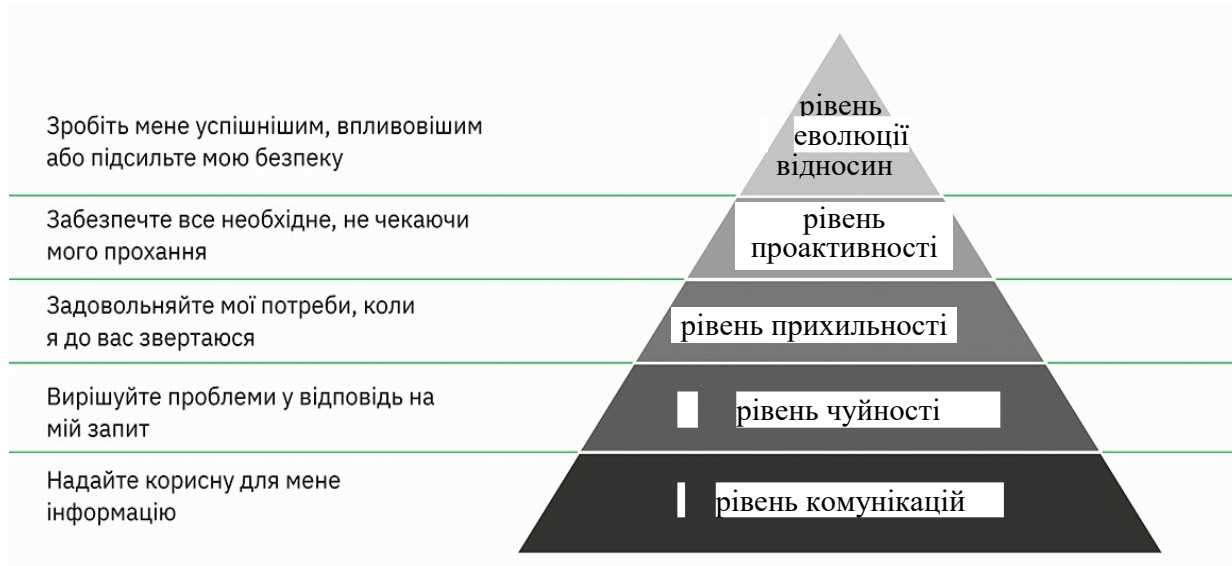 Зробіть мене успішнішим, впливовішим
або підсильте мою безпеку
рівень
еволюції
відносин
Забезпечте все необхідне, не чекаючи
мого прохання
рівень
проактивності
Задовольняйте мої потреби, коли
я до вас звертаюся
рівень прихильності
Вирішуйте проблеми у відповідь на
мій запит
рівень чуйності
Надайте корисну для мене
інформацію
рівень комунікацій